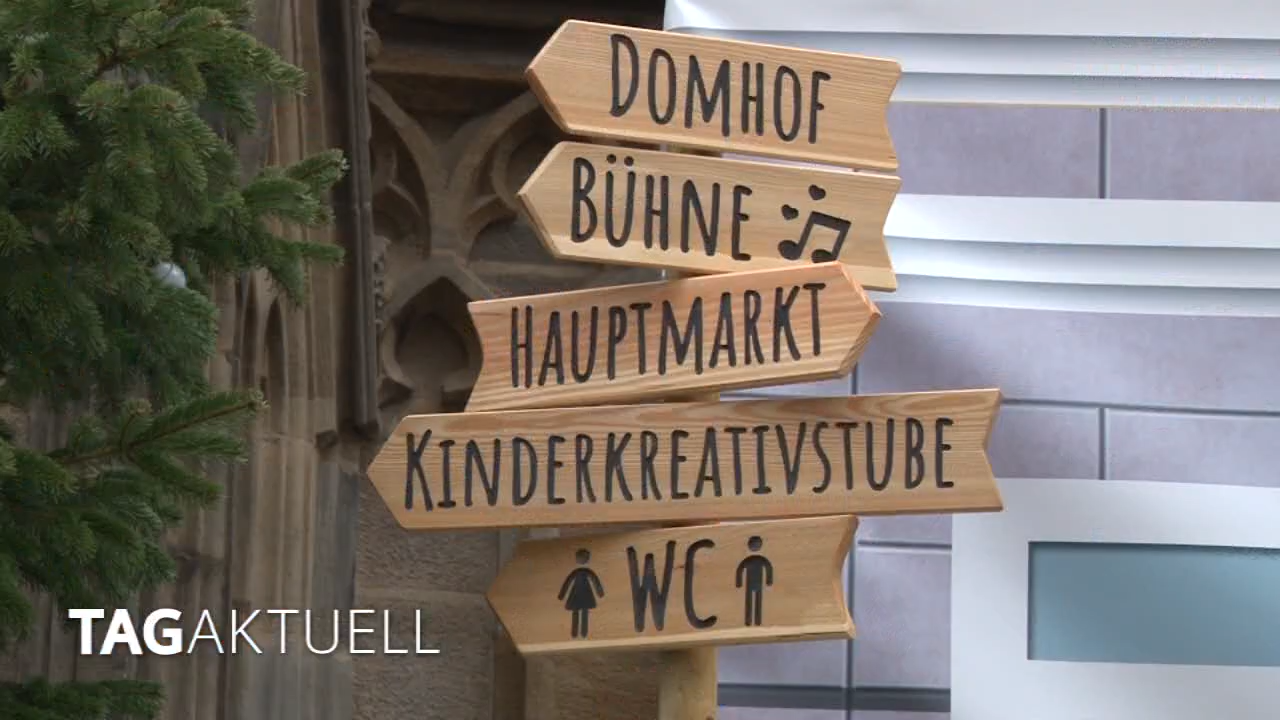 DOMHOF
BÜHNE
HAUPTMARKT
KINDERKREATIVSTUBE
WC
TAGAKTUELL